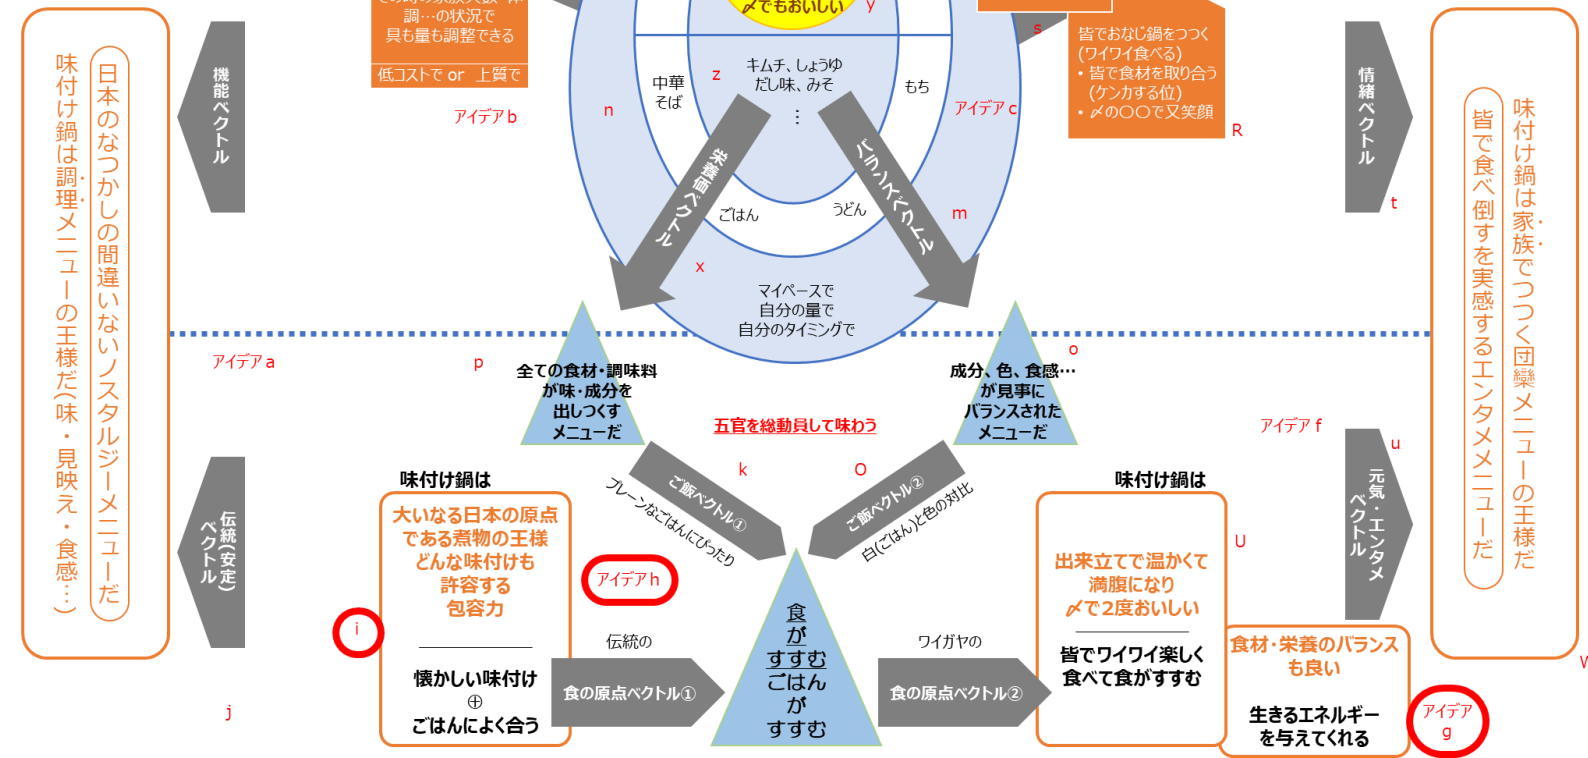 調…の状況で
具も量も調整できる
低コストで or 上質で
〆でもおいしい
y
s
皆でおなじ鍋をつつく
(ワイワイ食べる)
・皆で食材を取り合う
(ケンカする位)
・〆の〇〇で又笑顔
R
味付け鍋は調理メニューの王様だ(味・見映え・食感…)
日本のなつかしの間違いないノスタルジーメニューだ
機能ベクトル
アイデアb
n
中華
そば
z
キムチ、しょうゆ
だし味、みそ
…
もち
アイデアc
情緒ベクトル
t
味付け鍋は家族でつつく団欒メニューの王様だ
皆で食べ倒すを実感するエンタメメニューだ
栄養価ベクトル
バランスベクトル
ごはん
うどん
m
x
マイペースで
自分の量で
自分のタイミングで
アイデアa
p
o
全ての食材・調味料
が味・成分を
出しつくす
メニューだ
成分、色、食感…
が見事に
バランスされた
メニューだ
五官を総動員して味わう
アイデアf
u
k
O
ご飯ベクトル①
プレーンなごはんにぴったり
ご飯ベクトル②
白(ごはん)と色の対比
伝統(安定)
ベクトル
元気・エンタメ
ベクトル
味付け鍋は
大いなる日本の原点
である煮物の王様
どんな味付けも
許容する
包容力
懐かしい味付け
⊕
ごはんによく合う
アイデアh
i
j
伝統の
食の原点ベクトル①
食
が
すすむ
ごはん
が
すすむ
ワイガヤの
食の原点ベクトル②
味付け鍋は
出来立てで温かくて
満腹になり
〆で2度おいしい
皆でワイワイ楽しく
食べて食がすすむ
U
食材・栄養のバランス
も良い
生きるエネルギー
を与えてくれる
アイデア
g